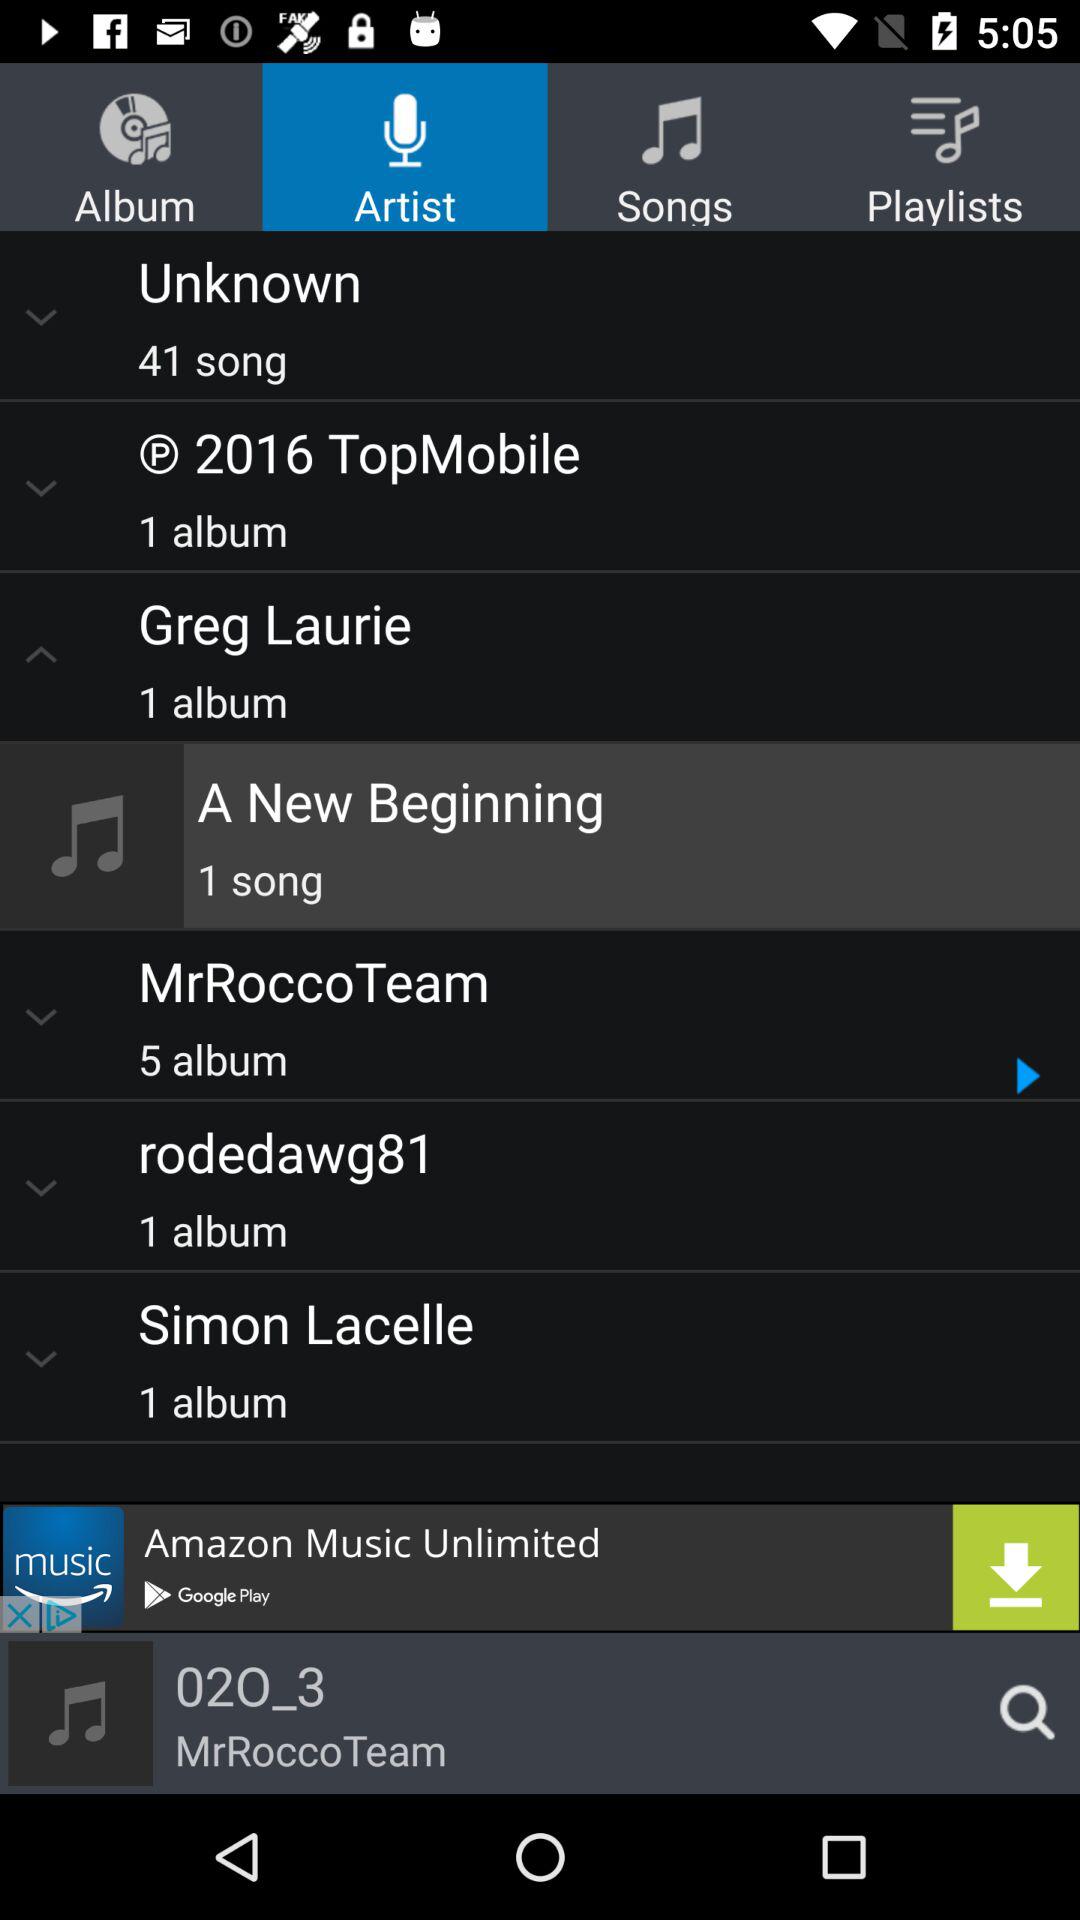 FAKE
5:05
Album
Artist
Songs
Playlists
Unknown
41 song
℗ 2016 TopMobile
1 album
Greg Laurie
1 album
A New Beginning
1 song
MrRoccoTeam
5 album
rodedawg81
1 album
Simon Lacelle
1 album
music
Amazon Music Unlimited
Google Play
02O_3
MrRoccoTeam